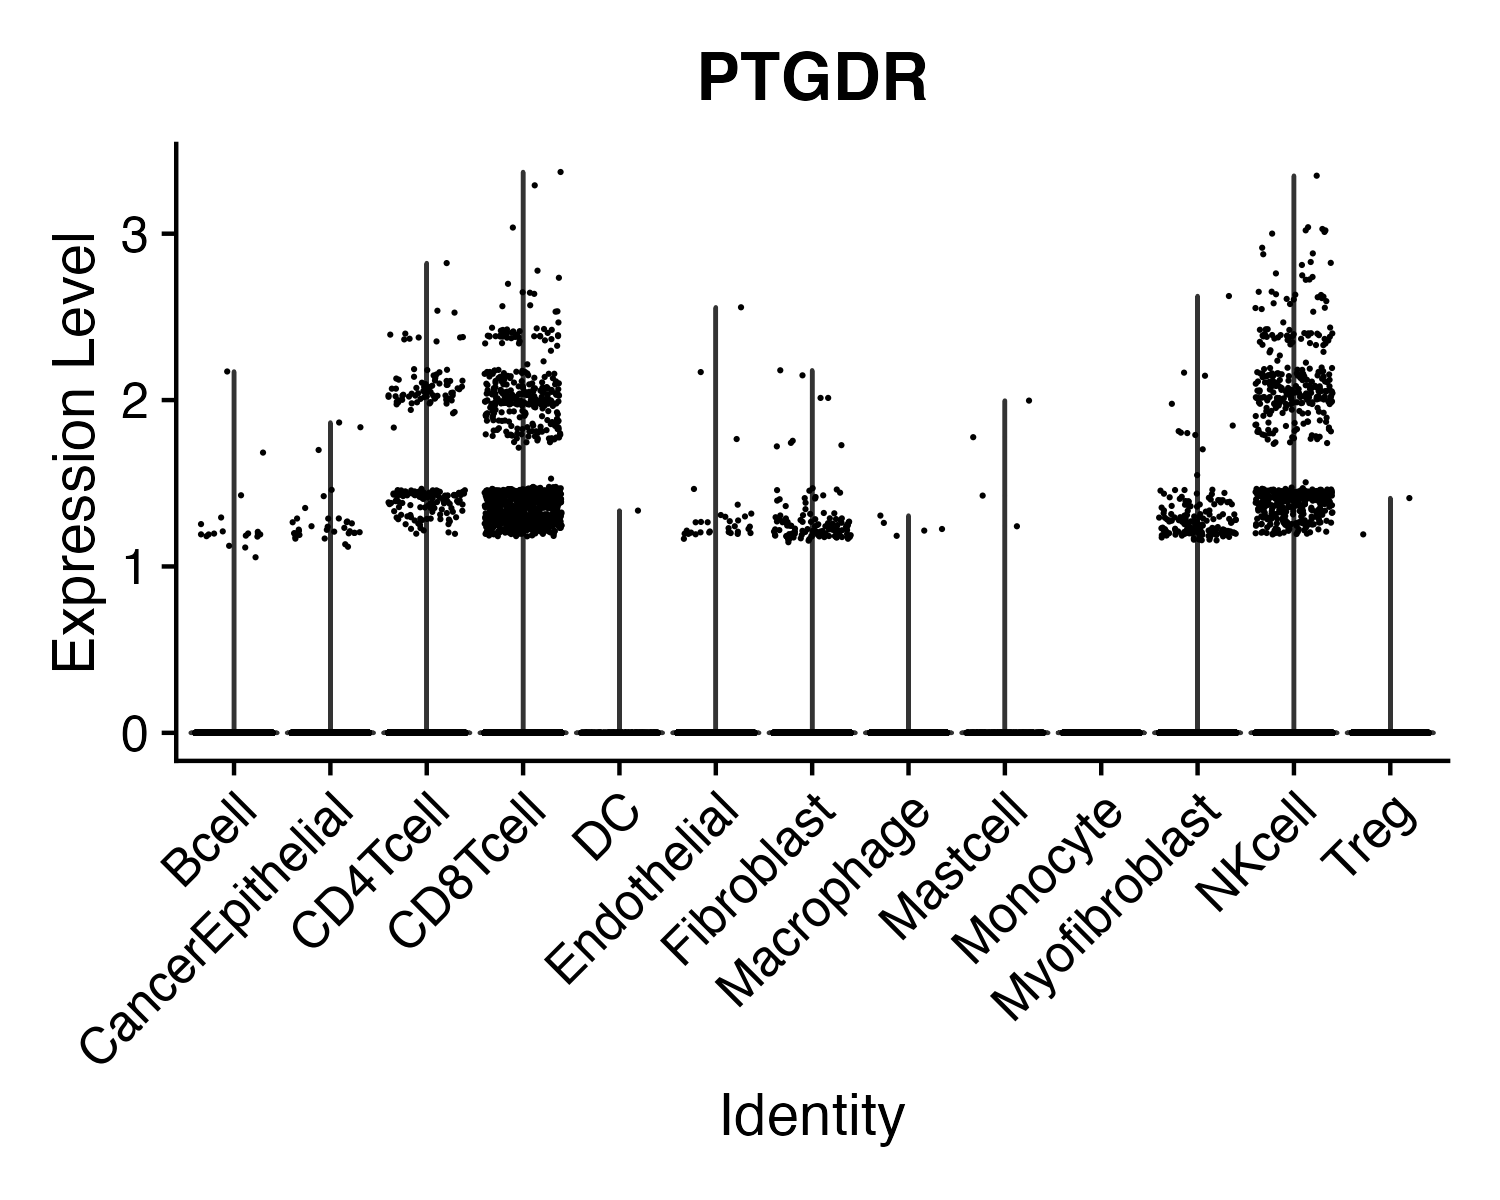 PTGDR
Expression Level
3
2
1
0
Bcell
CancerEpithelial
CD4Tcell
CD8Tcell
DC
Endothelial
Fibroblast
Macrophage
Mastcell
Monocyte
Myofibroblast
NKcell
Treg
Identity